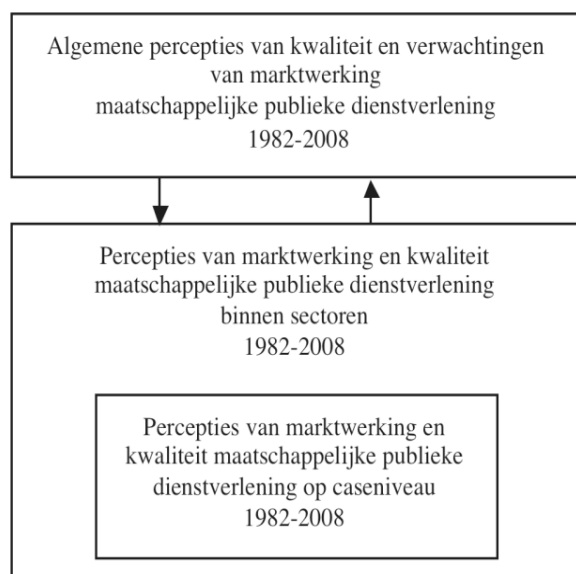 Algemene percepties van kwaliteit en verwachtingen
van marktwerking
maatschappelijke publieke dienstverlening
1982-2008
Percepties van marktwerking en kwaliteit
maatschappelijke publieke dienstverlening
binnen sectoren
1982-2008
Percepties van marktwerking en
kwaliteit maatschappelijke publieke
dienstverlening op caseniveau
1982-2008